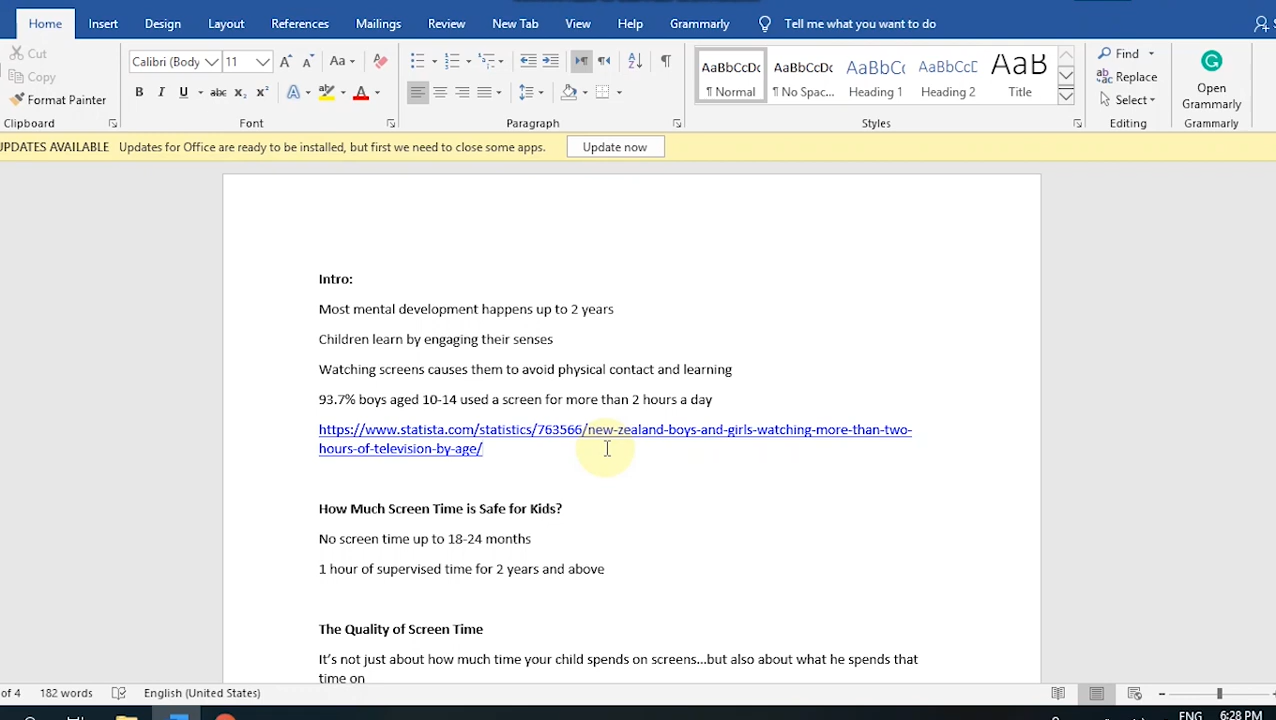 Home Insert Design Layout References Mailings Review New Tab View Help Grammarly Tell me what you want to do
Cut
Copy
Format Painter
Clipboard
Calibri (Body 11
Aa
B I U abc x₂ x² A A
Font
Paragraph
AaBbCcDc AaBbCcDc AaBbCc AaBbCcD AaB
¶ Normal ¶ No Spac... Heading 1 Heading 2 Title
Styles
Find
Replace
Select
Editing
Open
Grammarly
Grammarly
UPDATES AVAILABLE Updates for Office are ready to be installed, but first we need to close some apps. Update now
Intro:
Most mental development happens up to 2 years
Children learn by engaging their senses
Watching screens causes them to avoid physical contact and learning
93.7% boys aged 10-14 used a screen for more than 2 hours a day
https://www.statista.com/statistics/763566/new-zealand-boys-and-girls-watching-more-than-two-
hours-of-television-by-age/
How Much Screen Time is Safe for Kids?
No screen time up to 18-24 months
1 hour of supervised time for 2 years and above
The Quality of Screen Time
It's not just about how much time your child spends on screens...but also about what he spends that
time on
of 4 182 words English (United States)
ENG 6:28 PM